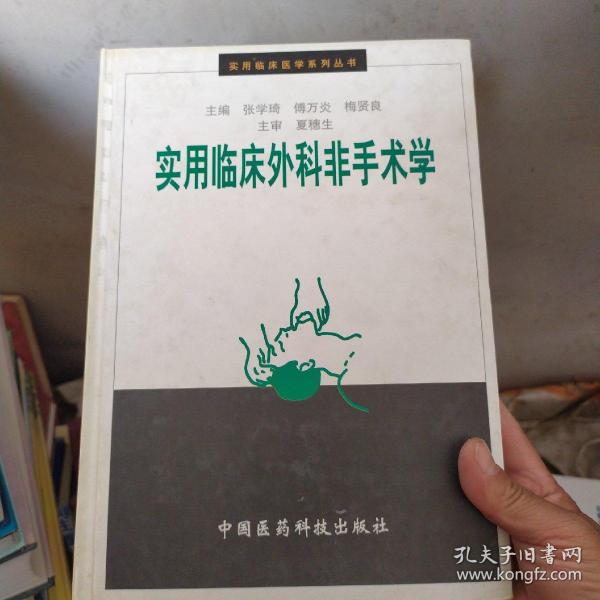 实用临床医学系列丛书
主编 张学琦 傅万炎 梅贤良
主审 夏穗生
实用临床外科非手术学
中国医药科技出版社
孔夫子旧书网
www.kongfz.com